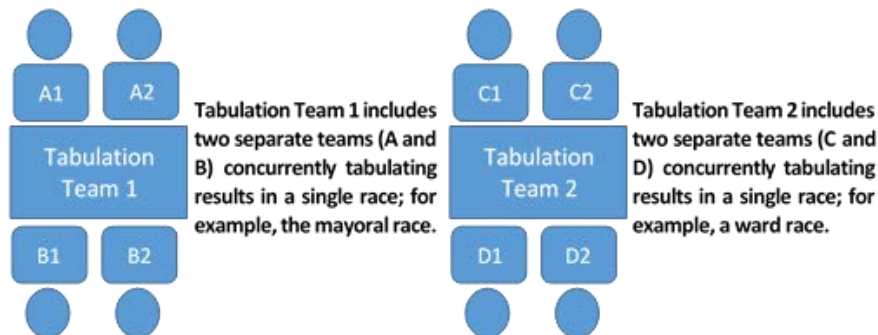 A1 A2
Tabulation
Team 1
B1 B2
Tabulation Team 1 includes
two separate teams (A and
B) concurrently tabulating
results in a single race; for
example, the mayoral race.
C1 C2
Tabulation
Team 2
D1 D2
Tabulation Team 2 includes
two separate teams (C and
D) concurrently tabulating
results in a single race; for
example, a ward race.